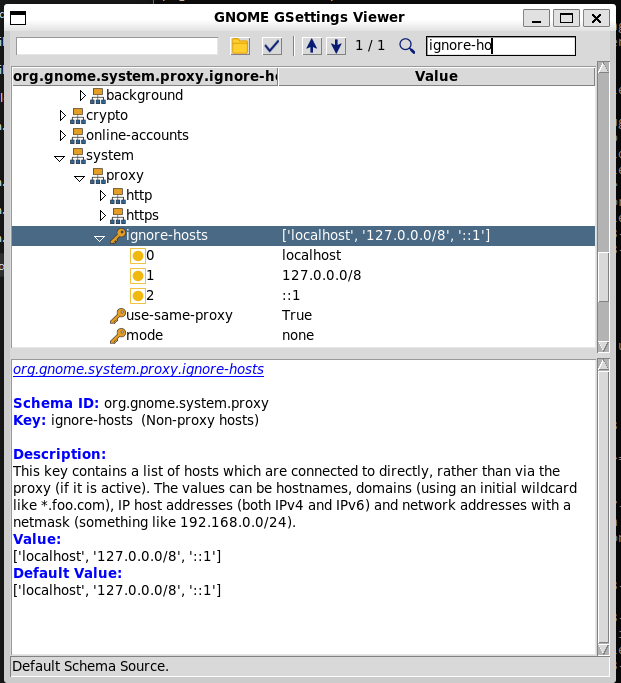 GNOME GSettings Viewer
1 / 1
ignore-ho
org.gnome.system.proxy.ignore-h Value
background
crypto
online-accounts
system
proxy
http
https
ignore-hosts ['localhost', '127.0.0.0/8', '::1']
0 localhost
1 127.0.0.0/8
2 ::1
use-same-proxy True
mode none
org.gnome.system.proxy.ignore-hosts
Schema ID: org.gnome.system.proxy
Key: ignore-hosts (Non-proxy hosts)
Description:
This key contains a list of hosts which are connected to directly, rather than via the
proxy (if it is active). The values can be hostnames, domains (using an initial wildcard
like *.foo.com), IP host addresses (both IPv4 and IPv6) and network addresses with a
netmask (something like 192.168.0.0/24).
Value:
['localhost', '127.0.0.0/8', '::1']
Default Value:
['localhost', '127.0.0.0/8', '::1']
Default Schema Source.